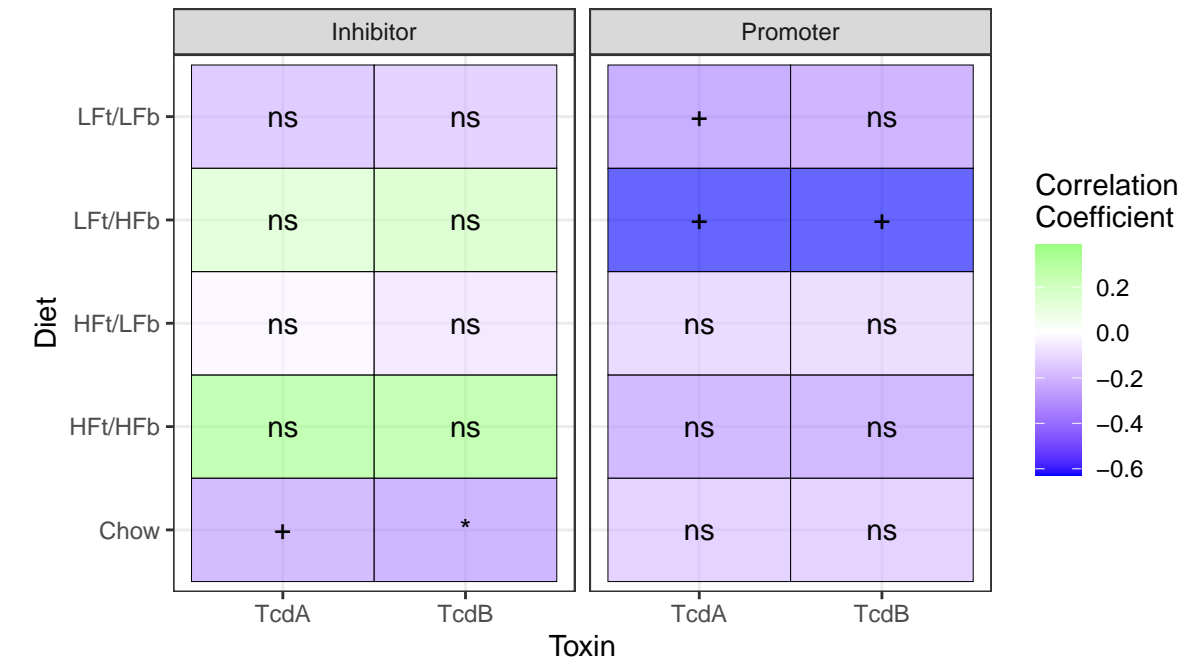 Inhibitor
Promoter
LFt/LFb
ns
ns
+
ns
LFt/HFb
ns
ns
+
+
HFt/LFb
ns
ns
ns
ns
HFt/HFb
ns
ns
ns
ns
Chow
+
*
ns
ns
TcdA
TcdB
TcdA
TcdB
Toxin
Diet
Correlation
Coefficient
0.2
0.0
−0.2
−0.4
−0.6